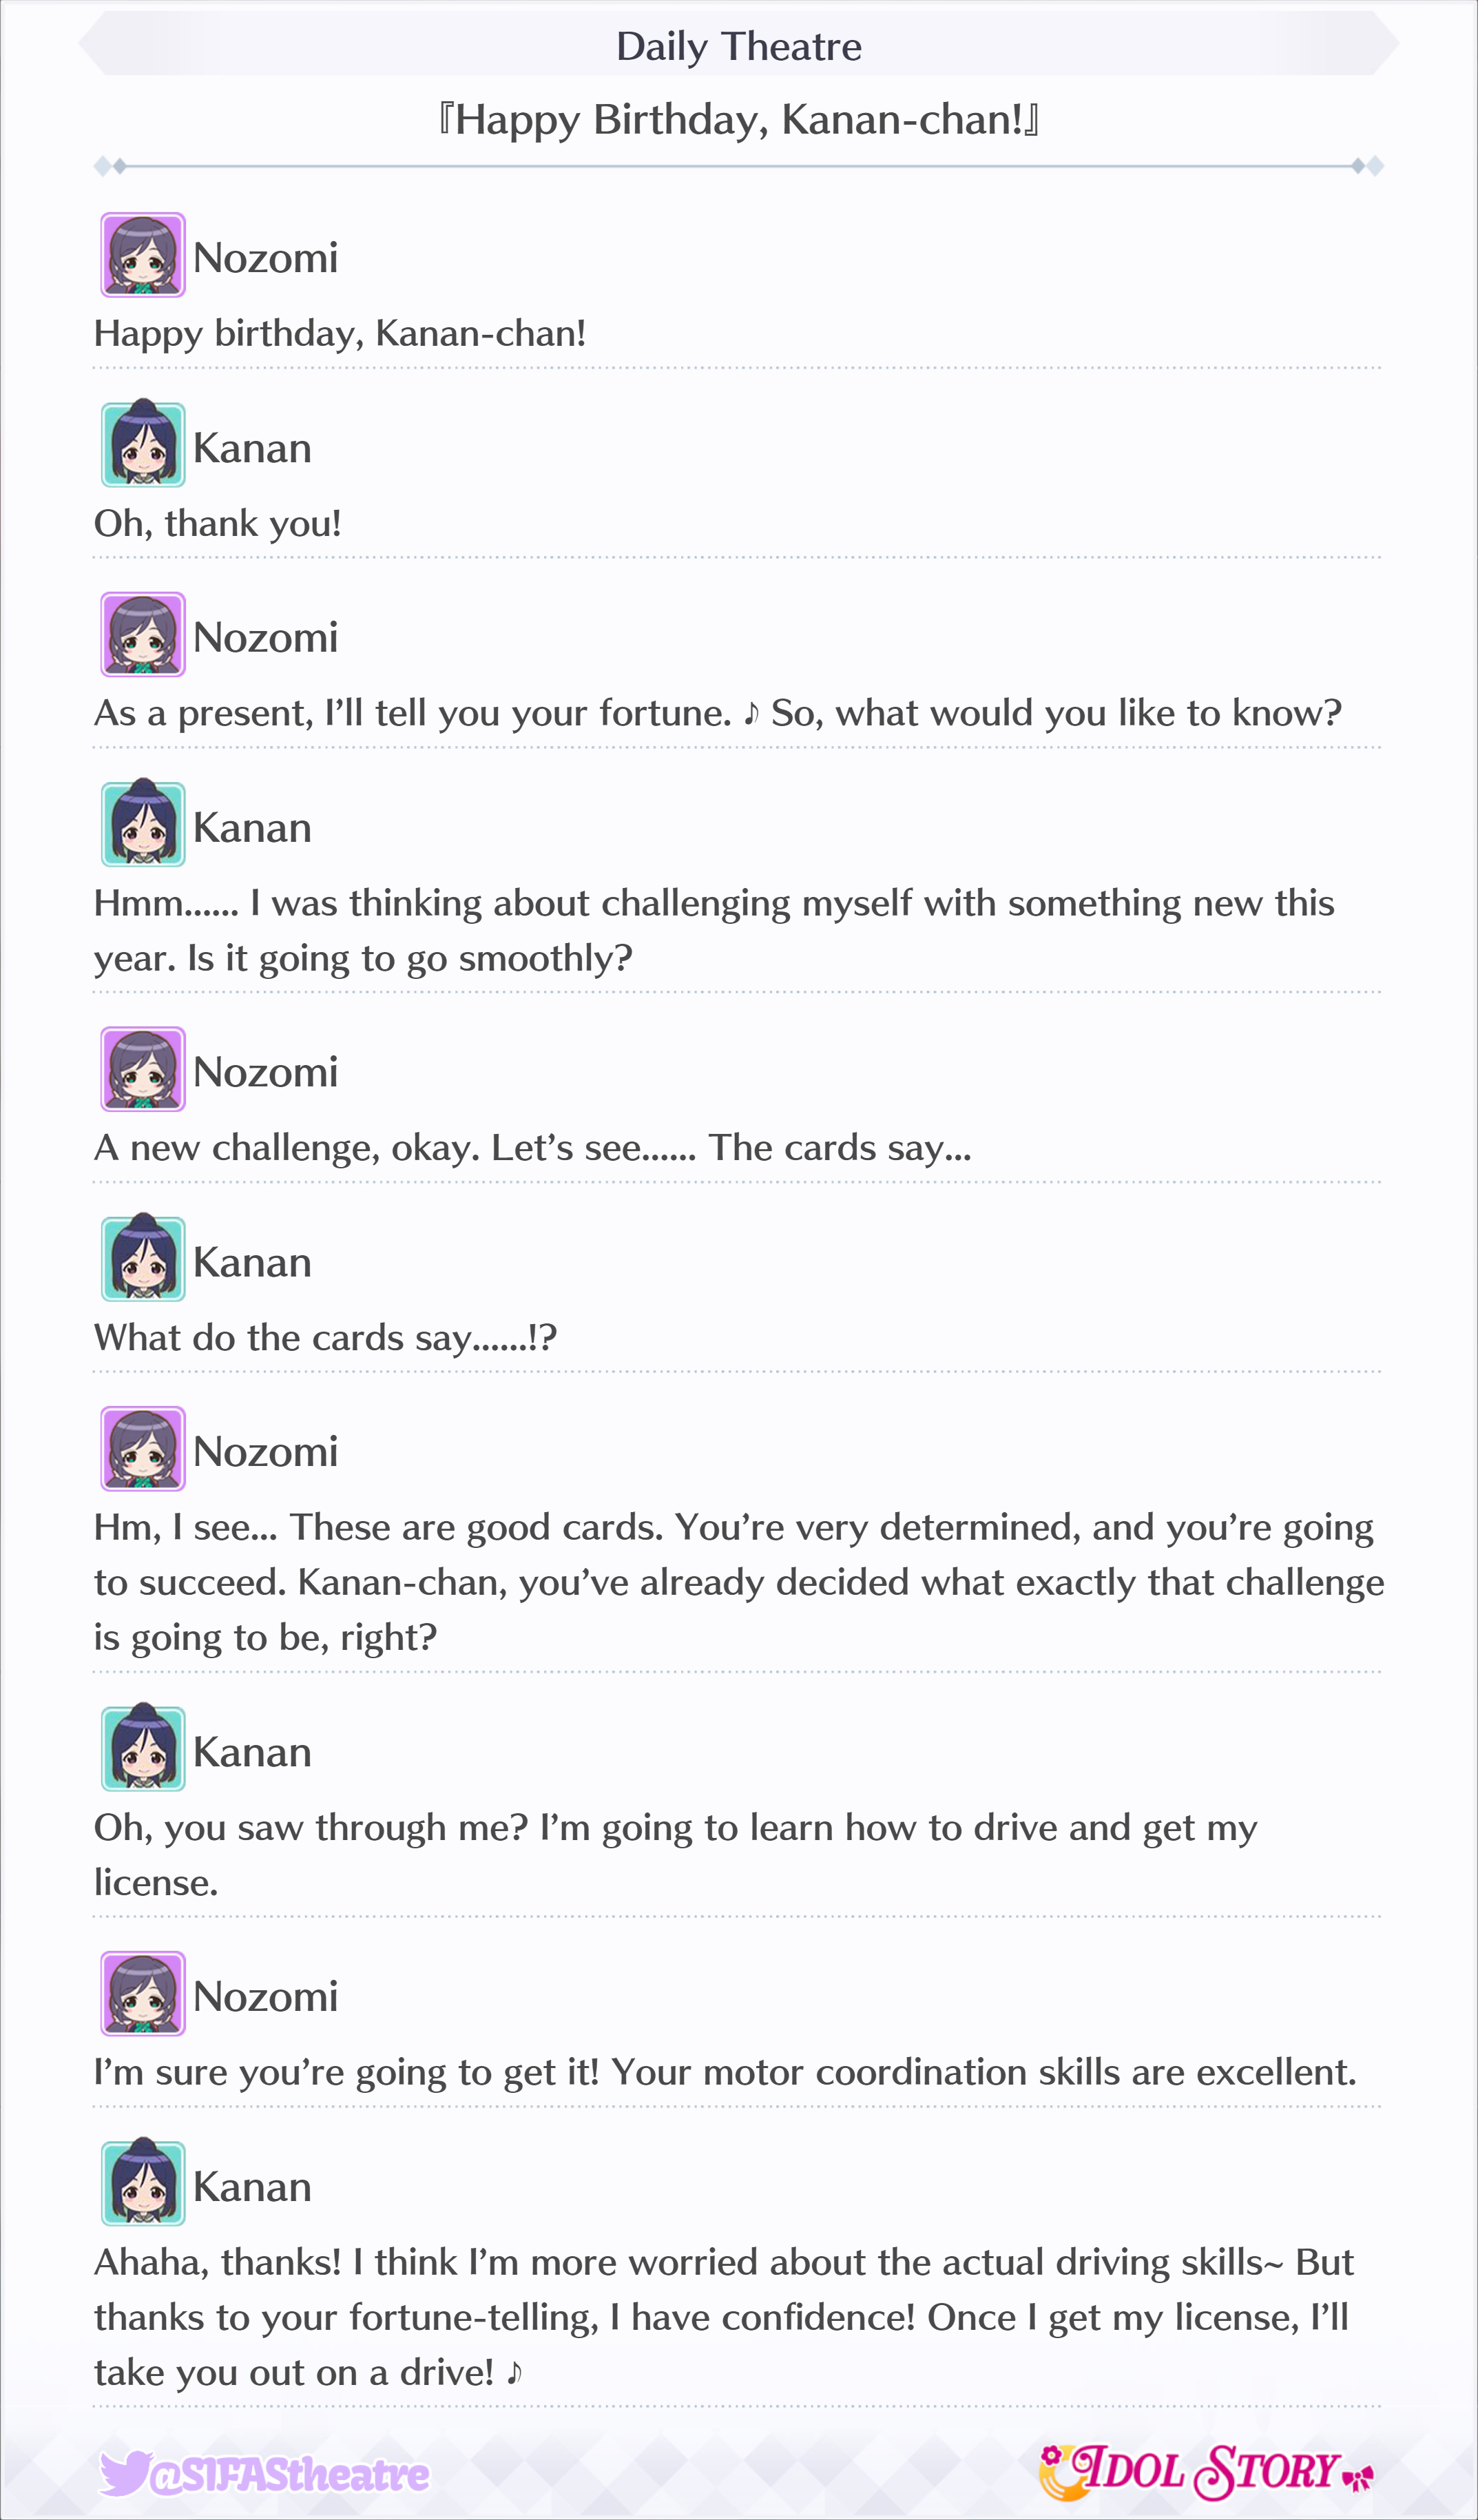 Daily Theatre
『Happy Birthday, Kanan-chan!』
Nozomi
Happy birthday, Kanan-chan!
Kanan
Oh, thank you!
Nozomi
As a present, I’ll tell you your fortune. ♪ So, what would you like to know?
Kanan
Hmm...... I was thinking about challenging myself with something new this
year. Is it going to go smoothly?
Nozomi
A new challenge, okay. Let’s see...... The cards say...
Kanan
What do the cards say......!?
Nozomi
Hm, I see... These are good cards. You’re very determined, and you’re going
to succeed. Kanan-chan, you’ve already decided what exactly that challenge
is going to be, right?
Kanan
Oh, you saw through me? I’m going to learn how to drive and get my
license.
Nozomi
I’m sure you’re going to get it! Your motor coordination skills are excellent.
Kanan
Ahaha, thanks! I think I’m more worried about the actual driving skills~ But
thanks to your fortune-telling, I have confidence! Once I get my license, I’ll
take you out on a drive! ♪
@SIFAStheatre
IDOL STORY